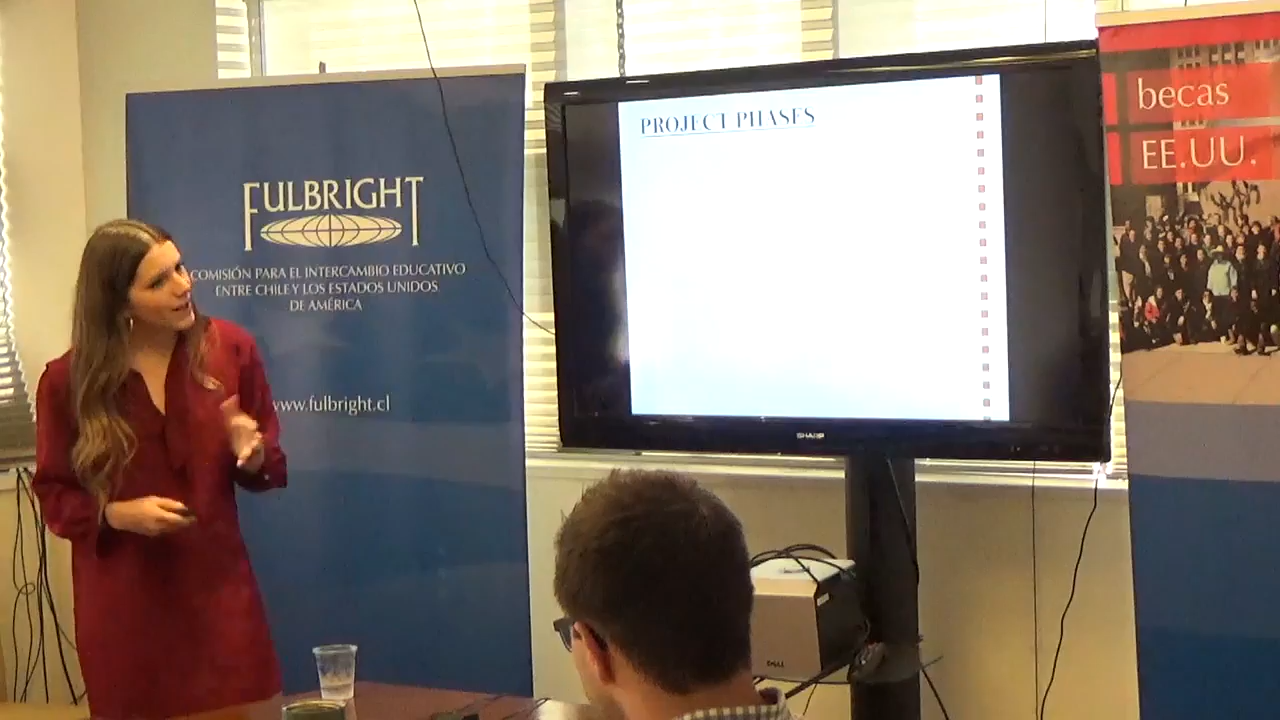 FULBRIGHT
COMISIÓN PARA EL INTERCAMBIO EDUCATIVO
ENTRE CHILE Y LOS ESTADOS UNIDOS
DE AMÉRICA
www.fulbright.cl
PROJECT PHASES
SHARP
DELL
becas
EE.UU.